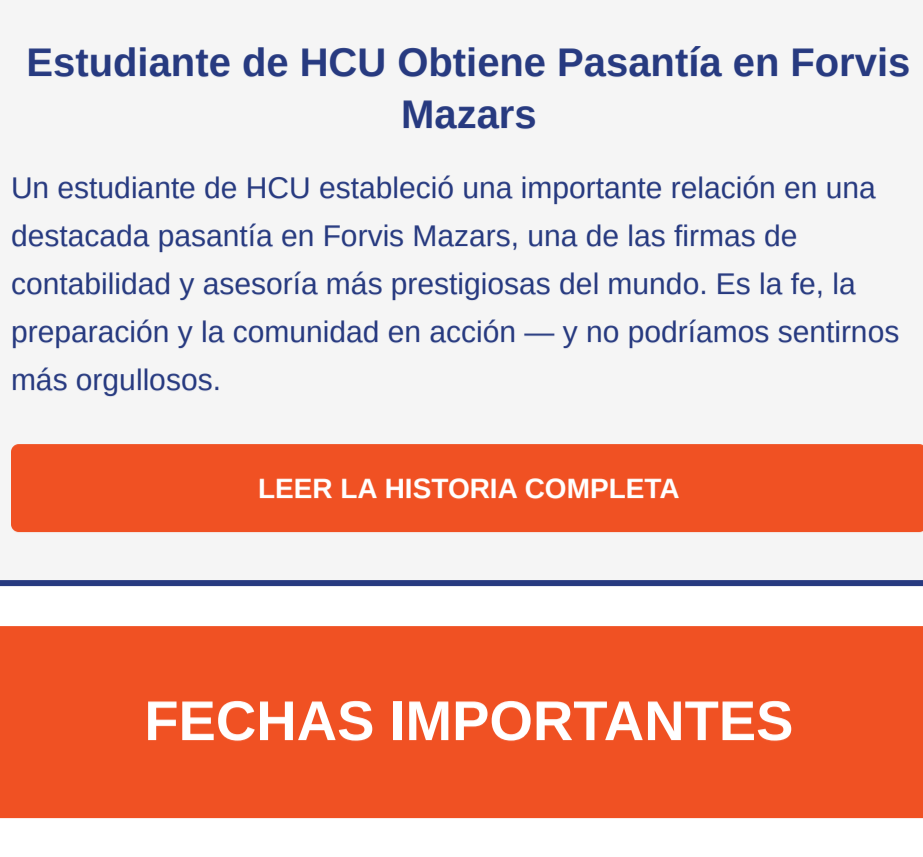 Estudiante de HCU Obtiene Pasantía en Forvis
Mazars
Un estudiante de HCU estableció una importante relación en una
destacada pasantía en Forvis Mazars, una de las firmas de
contabilidad y asesoría más prestigiosas del mundo. Es la fe, la
preparación y la comunidad en acción — y no podríamos sentirnos
más orgullosos.
LEER LA HISTORIA COMPLETA
FECHAS IMPORTANTES